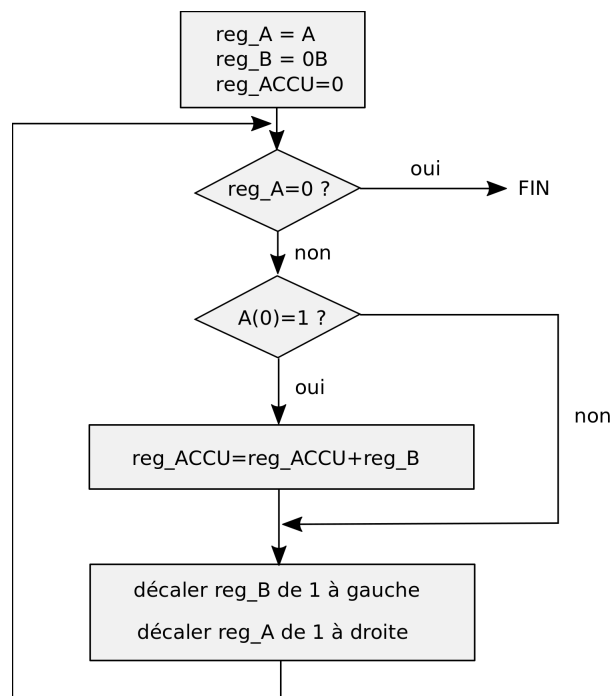 reg_A = A
reg_B = 0B
reg_ACCU=0
reg_A=0 ?
oui
FIN
non
A(0)=1 ?
oui
non
reg_ACCU=reg_ACCU+reg_B
décaler reg_B de 1 à gauche
décaler reg_A de 1 à droite